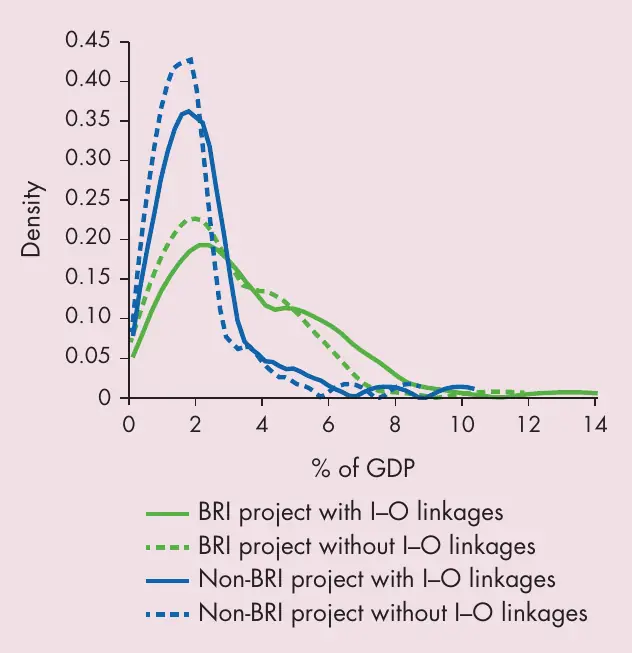 0.45
0.40
0.35
0.30
0.25
0.20
0.15
0.10
0.05
0
Density
0 2 4 6 8 10 12 14
% of GDP
BRI project with I–O linkages
BRI project without I–O linkages
Non-BRI project with I–O linkages
Non-BRI project without I–O linkages